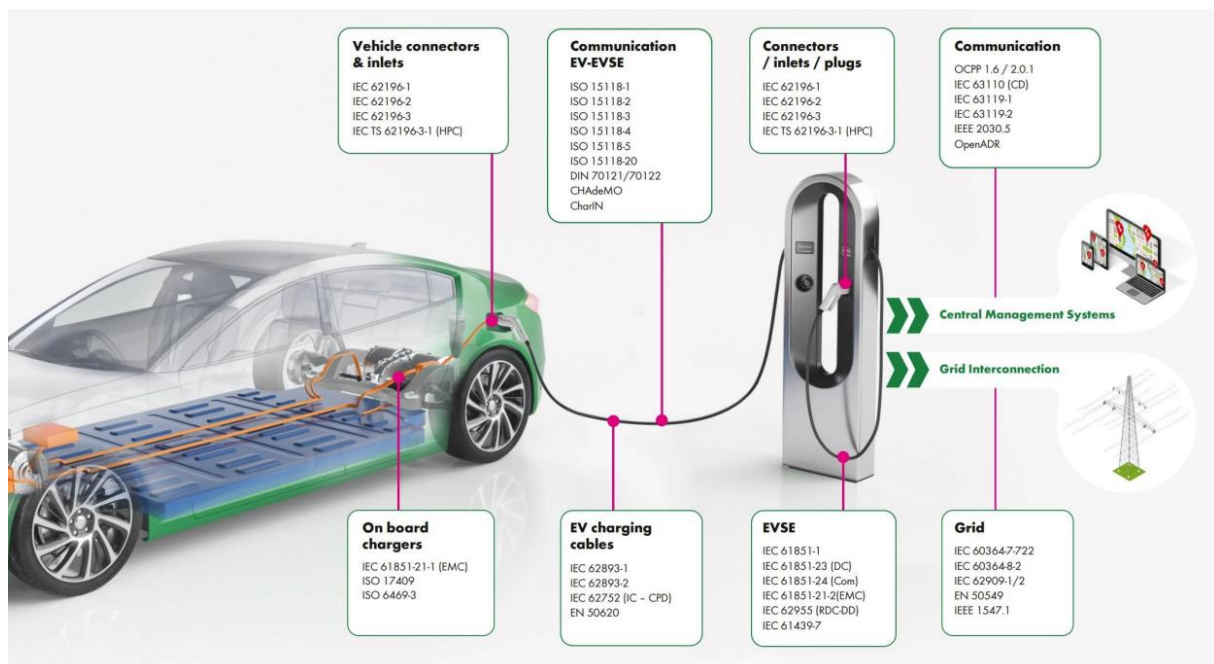 Vehicle connectors
& inlets
IEC 62196-1
IEC 62196-2
IEC 62196-3
IEC TS 62196-3-1 (HPC)
Communication
EV-EVSE
ISO 15118-1
ISO 15118-2
ISO 15118-3
ISO 15118-4
ISO 15118-5
ISO 15118-20
DIN 70121/70122
CHAdeMO
CharIN
Connectors
/ inlets / plugs
IEC 62196-1
IEC 62196-2
IEC 62196-3
IEC TS 62196-3-1 (HPC)
Communication
OCPP 1.6 / 2.0.1
IEC 63110 (CD)
IEC 63119-1
IEC 63119-2
IEEE 2030.5
OpenADR
Central Management Systems
Grid Interconnection
On board
chargers
IEC 61851-21-1 (EMC)
ISO 17409
ISO 6469-3
EV charging
cables
IEC 62893-1
IEC 62893-2
IEC 62752 (IC – CPD)
EN 50620
EVSE
IEC 61851-1
IEC 61851-23 (DC)
IEC 61851-24 (Com)
IEC 61851-21-2(EMC)
IEC 62955 (RDC-DD)
IEC 61439-7
Grid
IEC 60364-7-722
IEC 60364-8-2
IEC 62909-1/2
EN 50549
IEEE 1547.1